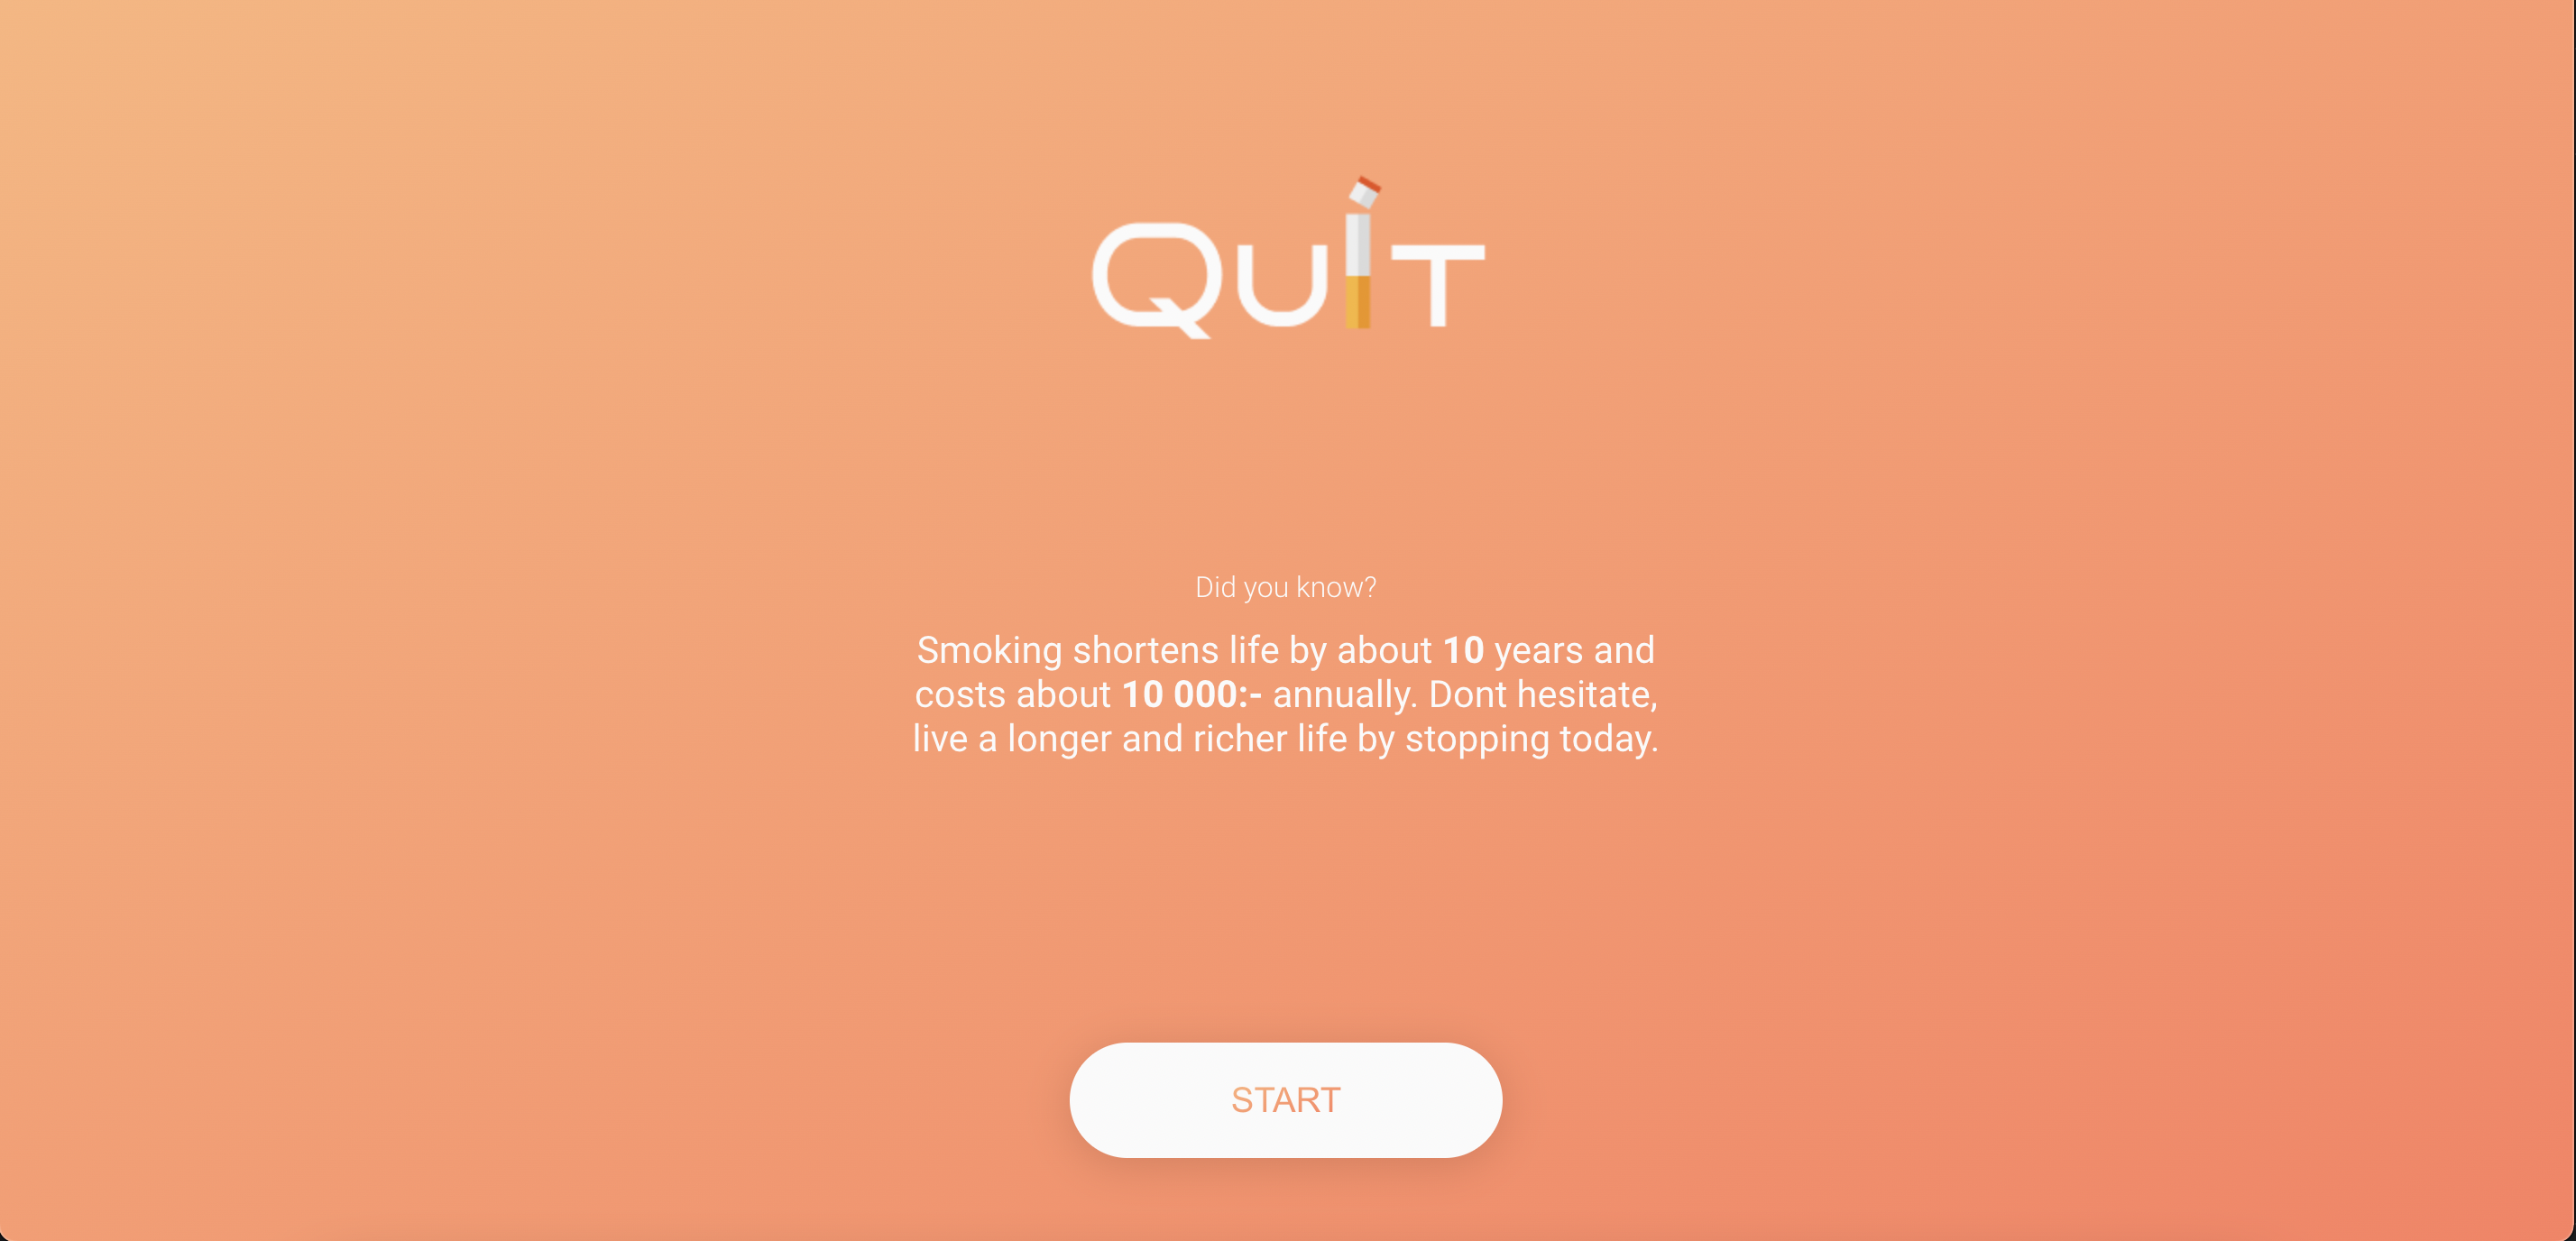 QuIT
Did you know?
Smoking shortens life by about 10 years and
costs about 10 000:- annually. Dont hesitate,
live a longer and richer life by stopping today.
START